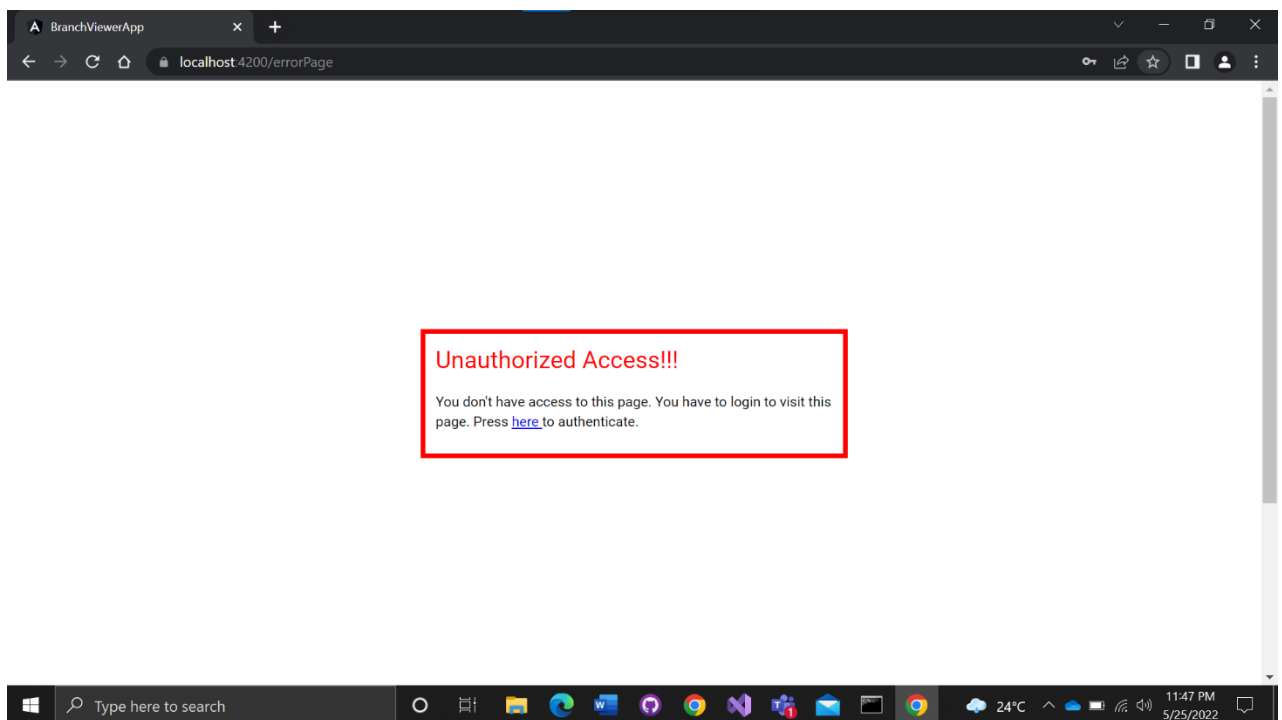 BranchViewerApp
localhost:4200/errorPage
Unauthorized Access!!!
You don't have access to this page. You have to login to visit this
page. Press here to authenticate.
Type here to search
24°C
11:47 PM
5/25/2022